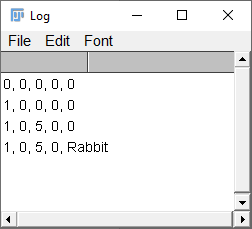 Log
File Edit Font
0, 0, 0, 0, 0
1, 0, 0, 0, 0
1, 0, 5, 0, 0
1, 0, 5, 0, Rabbit